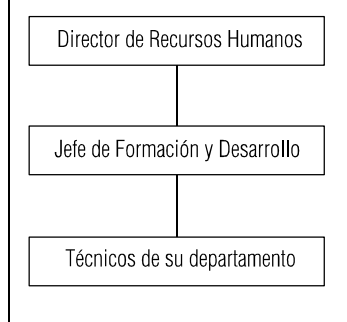 Director de Recursos Humanos
Jefe de Formación y Desarrollo
Técnicos de su departamento